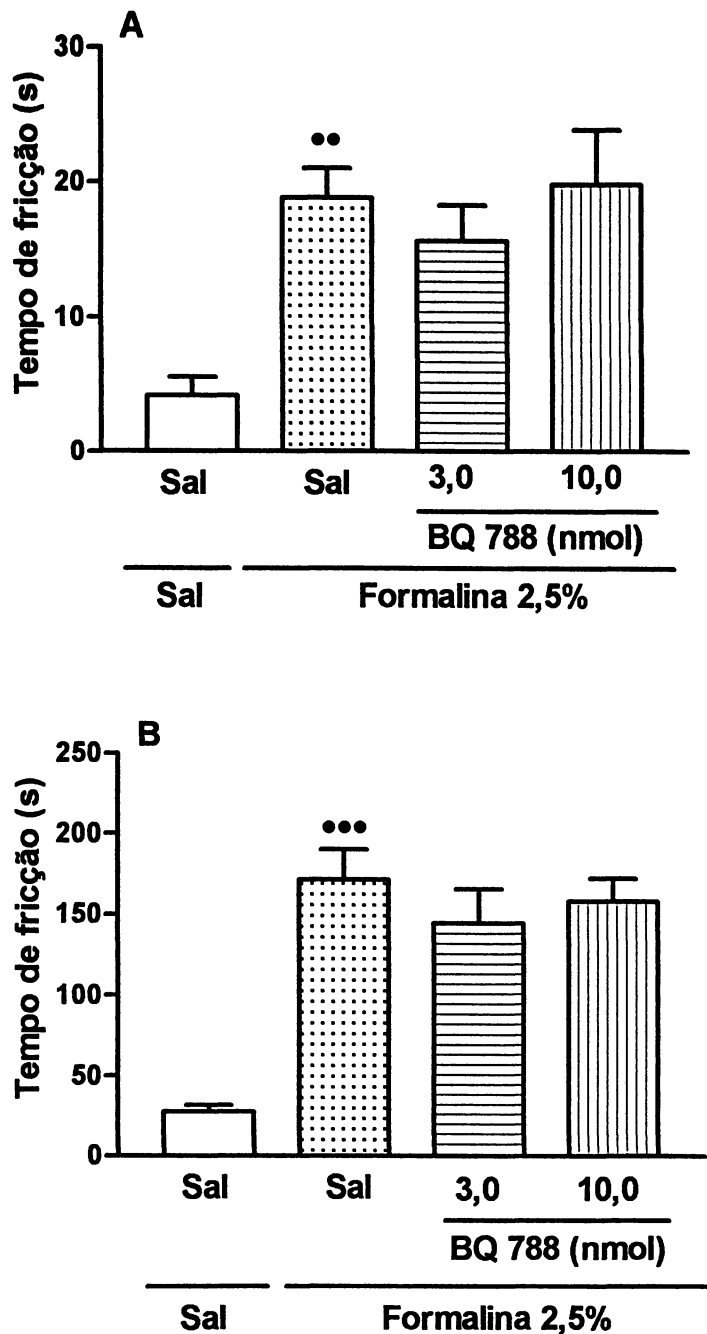 A
Tempo de fricção (s)
30
20
10
0
••
Sal
Sal
3,0
10,0
BQ 788 (nmol)
Sal
Formalina 2,5%
B
Tempo de fricção (s)
250
200
150
100
50
0
•••
Sal
Sal
3,0
10,0
BQ 788 (nmol)
Sal
Formalina 2,5%